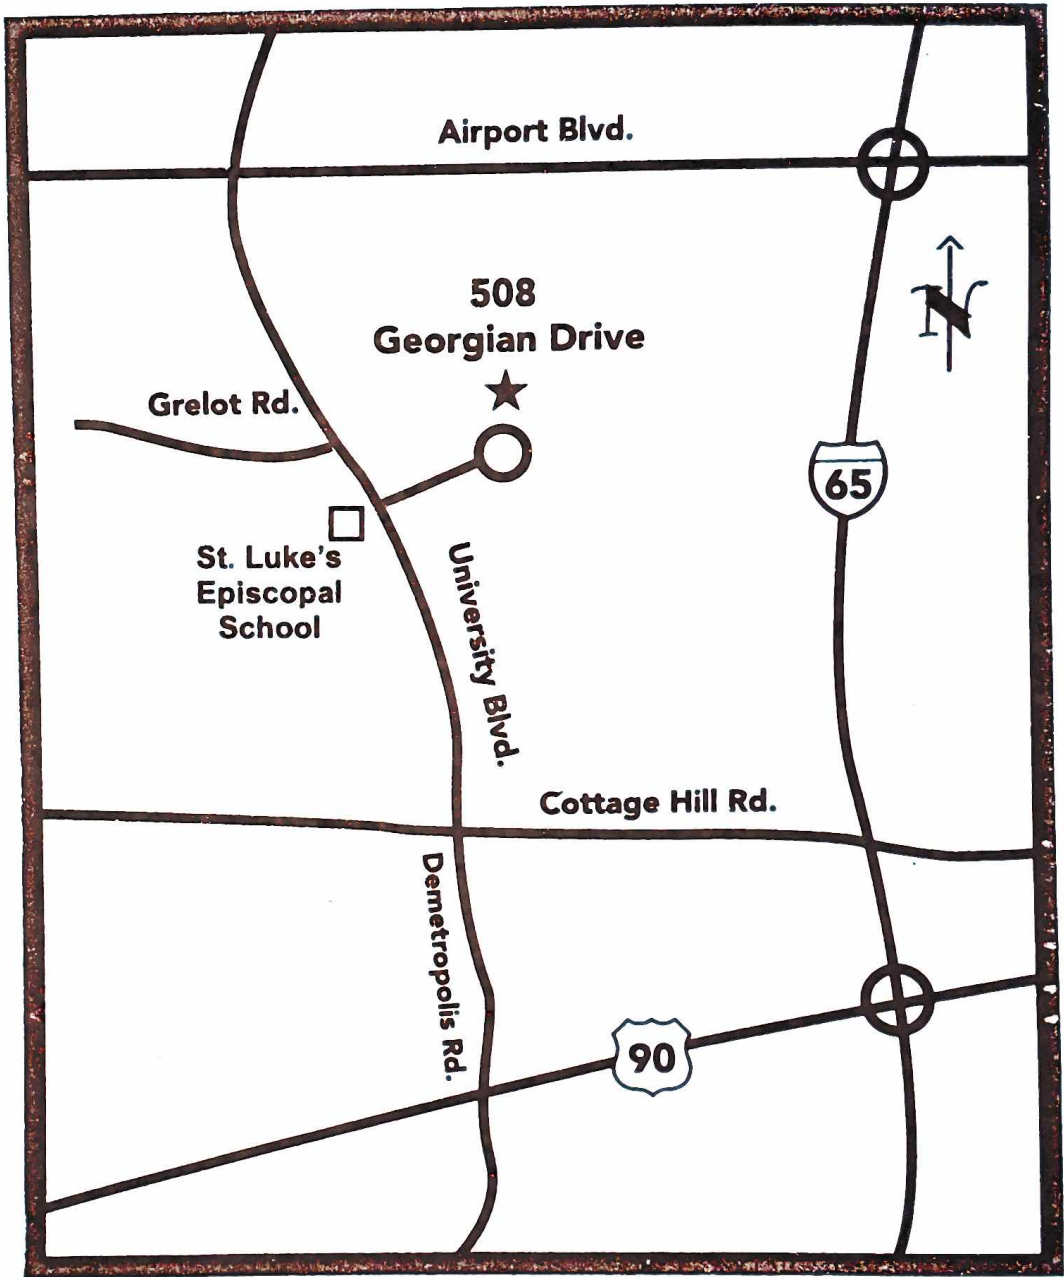 Airport Blvd.
N
508
Georgian Drive
Grelot Rd.
65
St. Luke's
Episcopal
School
University Blvd.
Cottage Hill Rd.
Demetropolis Rd.
90